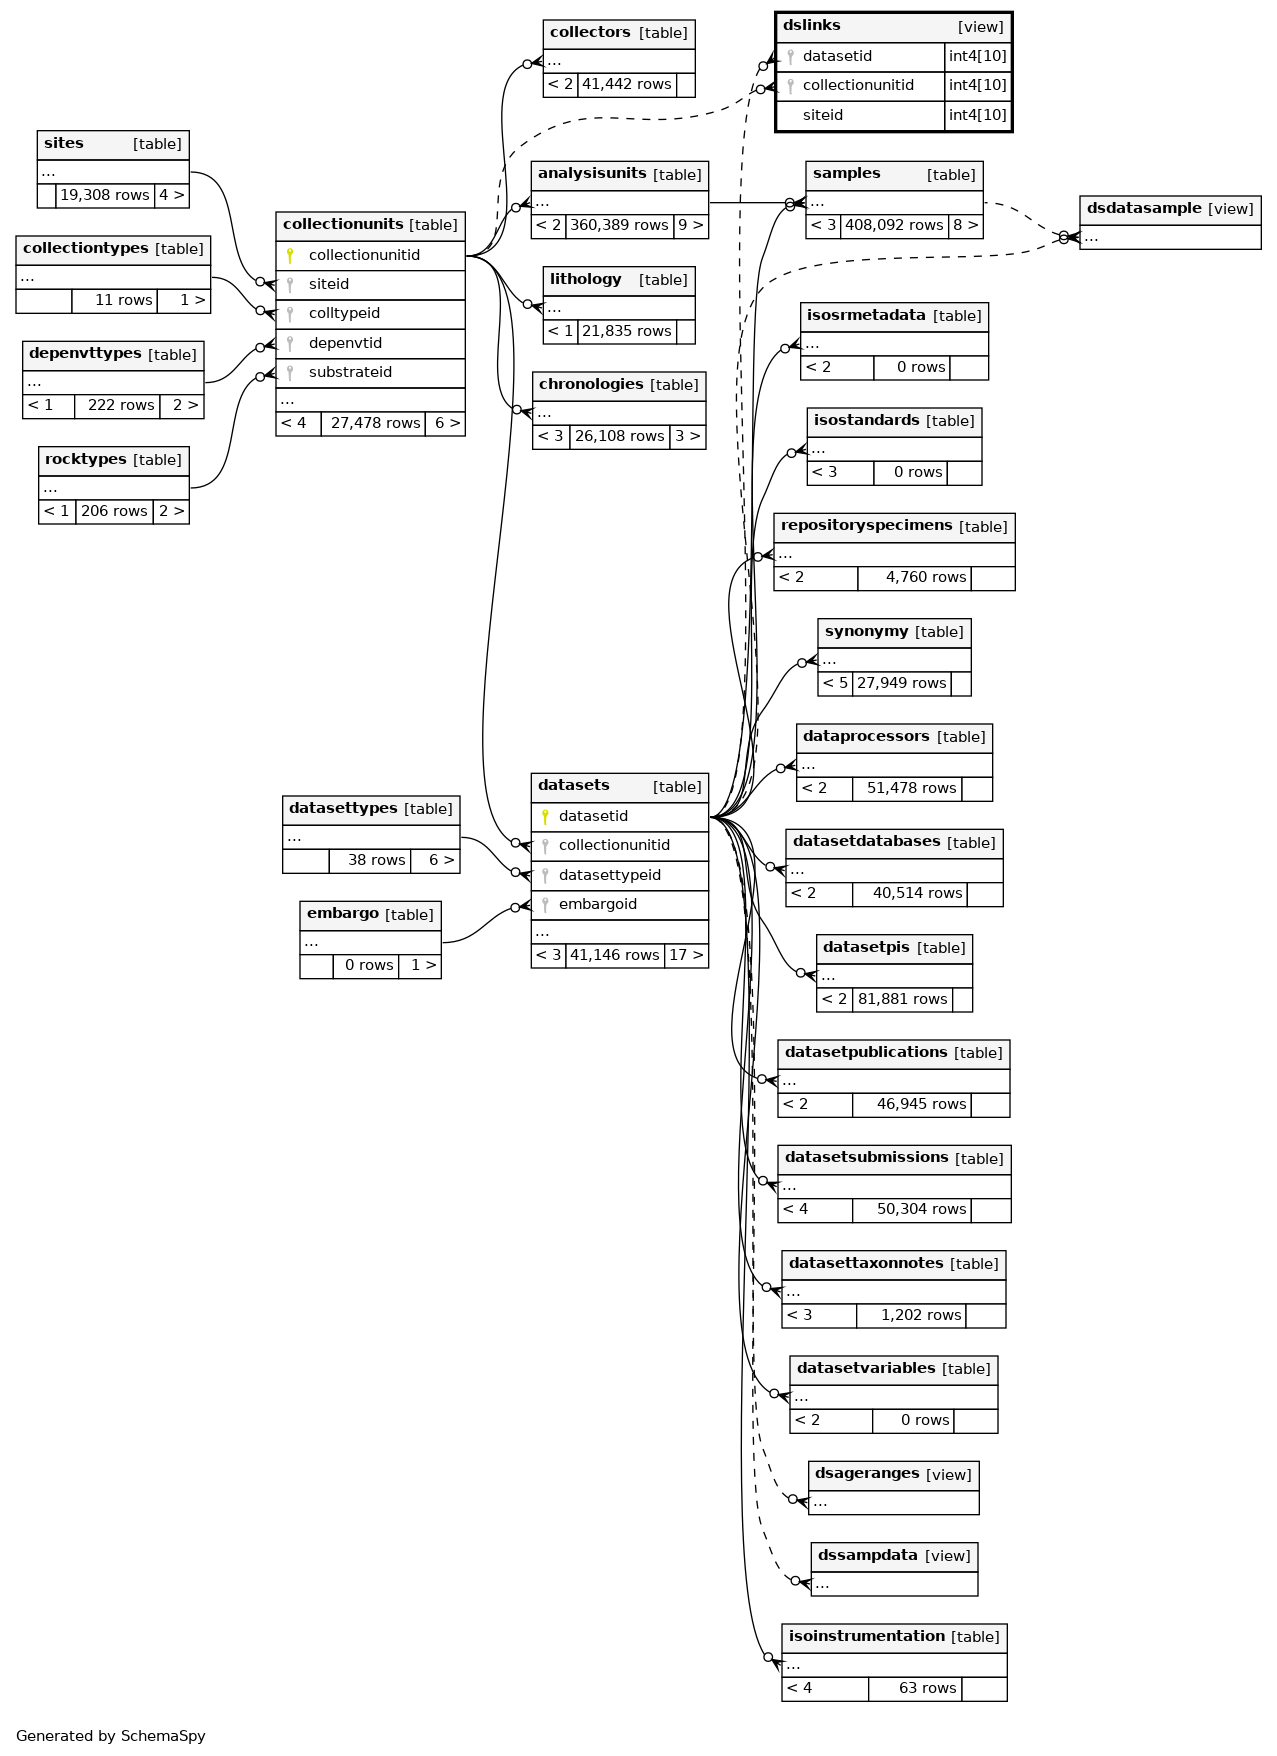 sites [table]
...
19,308 rows 4 >
collectiontypes [table]
...
11 rows 1 >
depenvttypes [table]
...
< 1 222 rows 2 >
rocktypes [table]
...
< 1 206 rows 2 >
collectionunits [table]
collectionunitid
siteid
colltypeid
depenvtid
substrateid
...
< 4 27,478 rows 6 >
datasettypes [table]
...
38 rows 6 >
embargo [table]
...
0 rows 1 >
collectors [table]
...
< 2 41,442 rows
analysisunits [table]
...
< 2 360,389 rows 9 >
lithology [table]
...
< 1 21,835 rows
chronologies [table]
...
< 3 26,108 rows 3 >
datasets [table]
datasetid
collectionunitid
datasettypeid
embargoid
...
< 3 41,146 rows 17 >
dslinks [view]
datasetid int4[10]
collectionunitid int4[10]
siteid int4[10]
samples [table]
...
< 3 408,092 rows 8 >
dsdatasample [view]
...
isosrmetadata [table]
...
< 2 0 rows
isostandards [table]
...
< 3 0 rows
repositoryspecimens [table]
...
< 2 4,760 rows
synonymy [table]
...
< 5 27,949 rows
dataprocessors [table]
...
< 2 51,478 rows
datasetdatabases [table]
...
< 2 40,514 rows
datasetpis [table]
...
< 2 81,881 rows
datasetpublications [table]
...
< 2 46,945 rows
datasetsubmissions [table]
...
< 4 50,304 rows
datasettaxonnotes [table]
...
< 3 1,202 rows
datasetvariables [table]
...
< 2 0 rows
dsageranges [view]
...
dssampdata [view]
...
isoinstrumentation [table]
...
< 4 63 rows
Generated by SchemaSpy